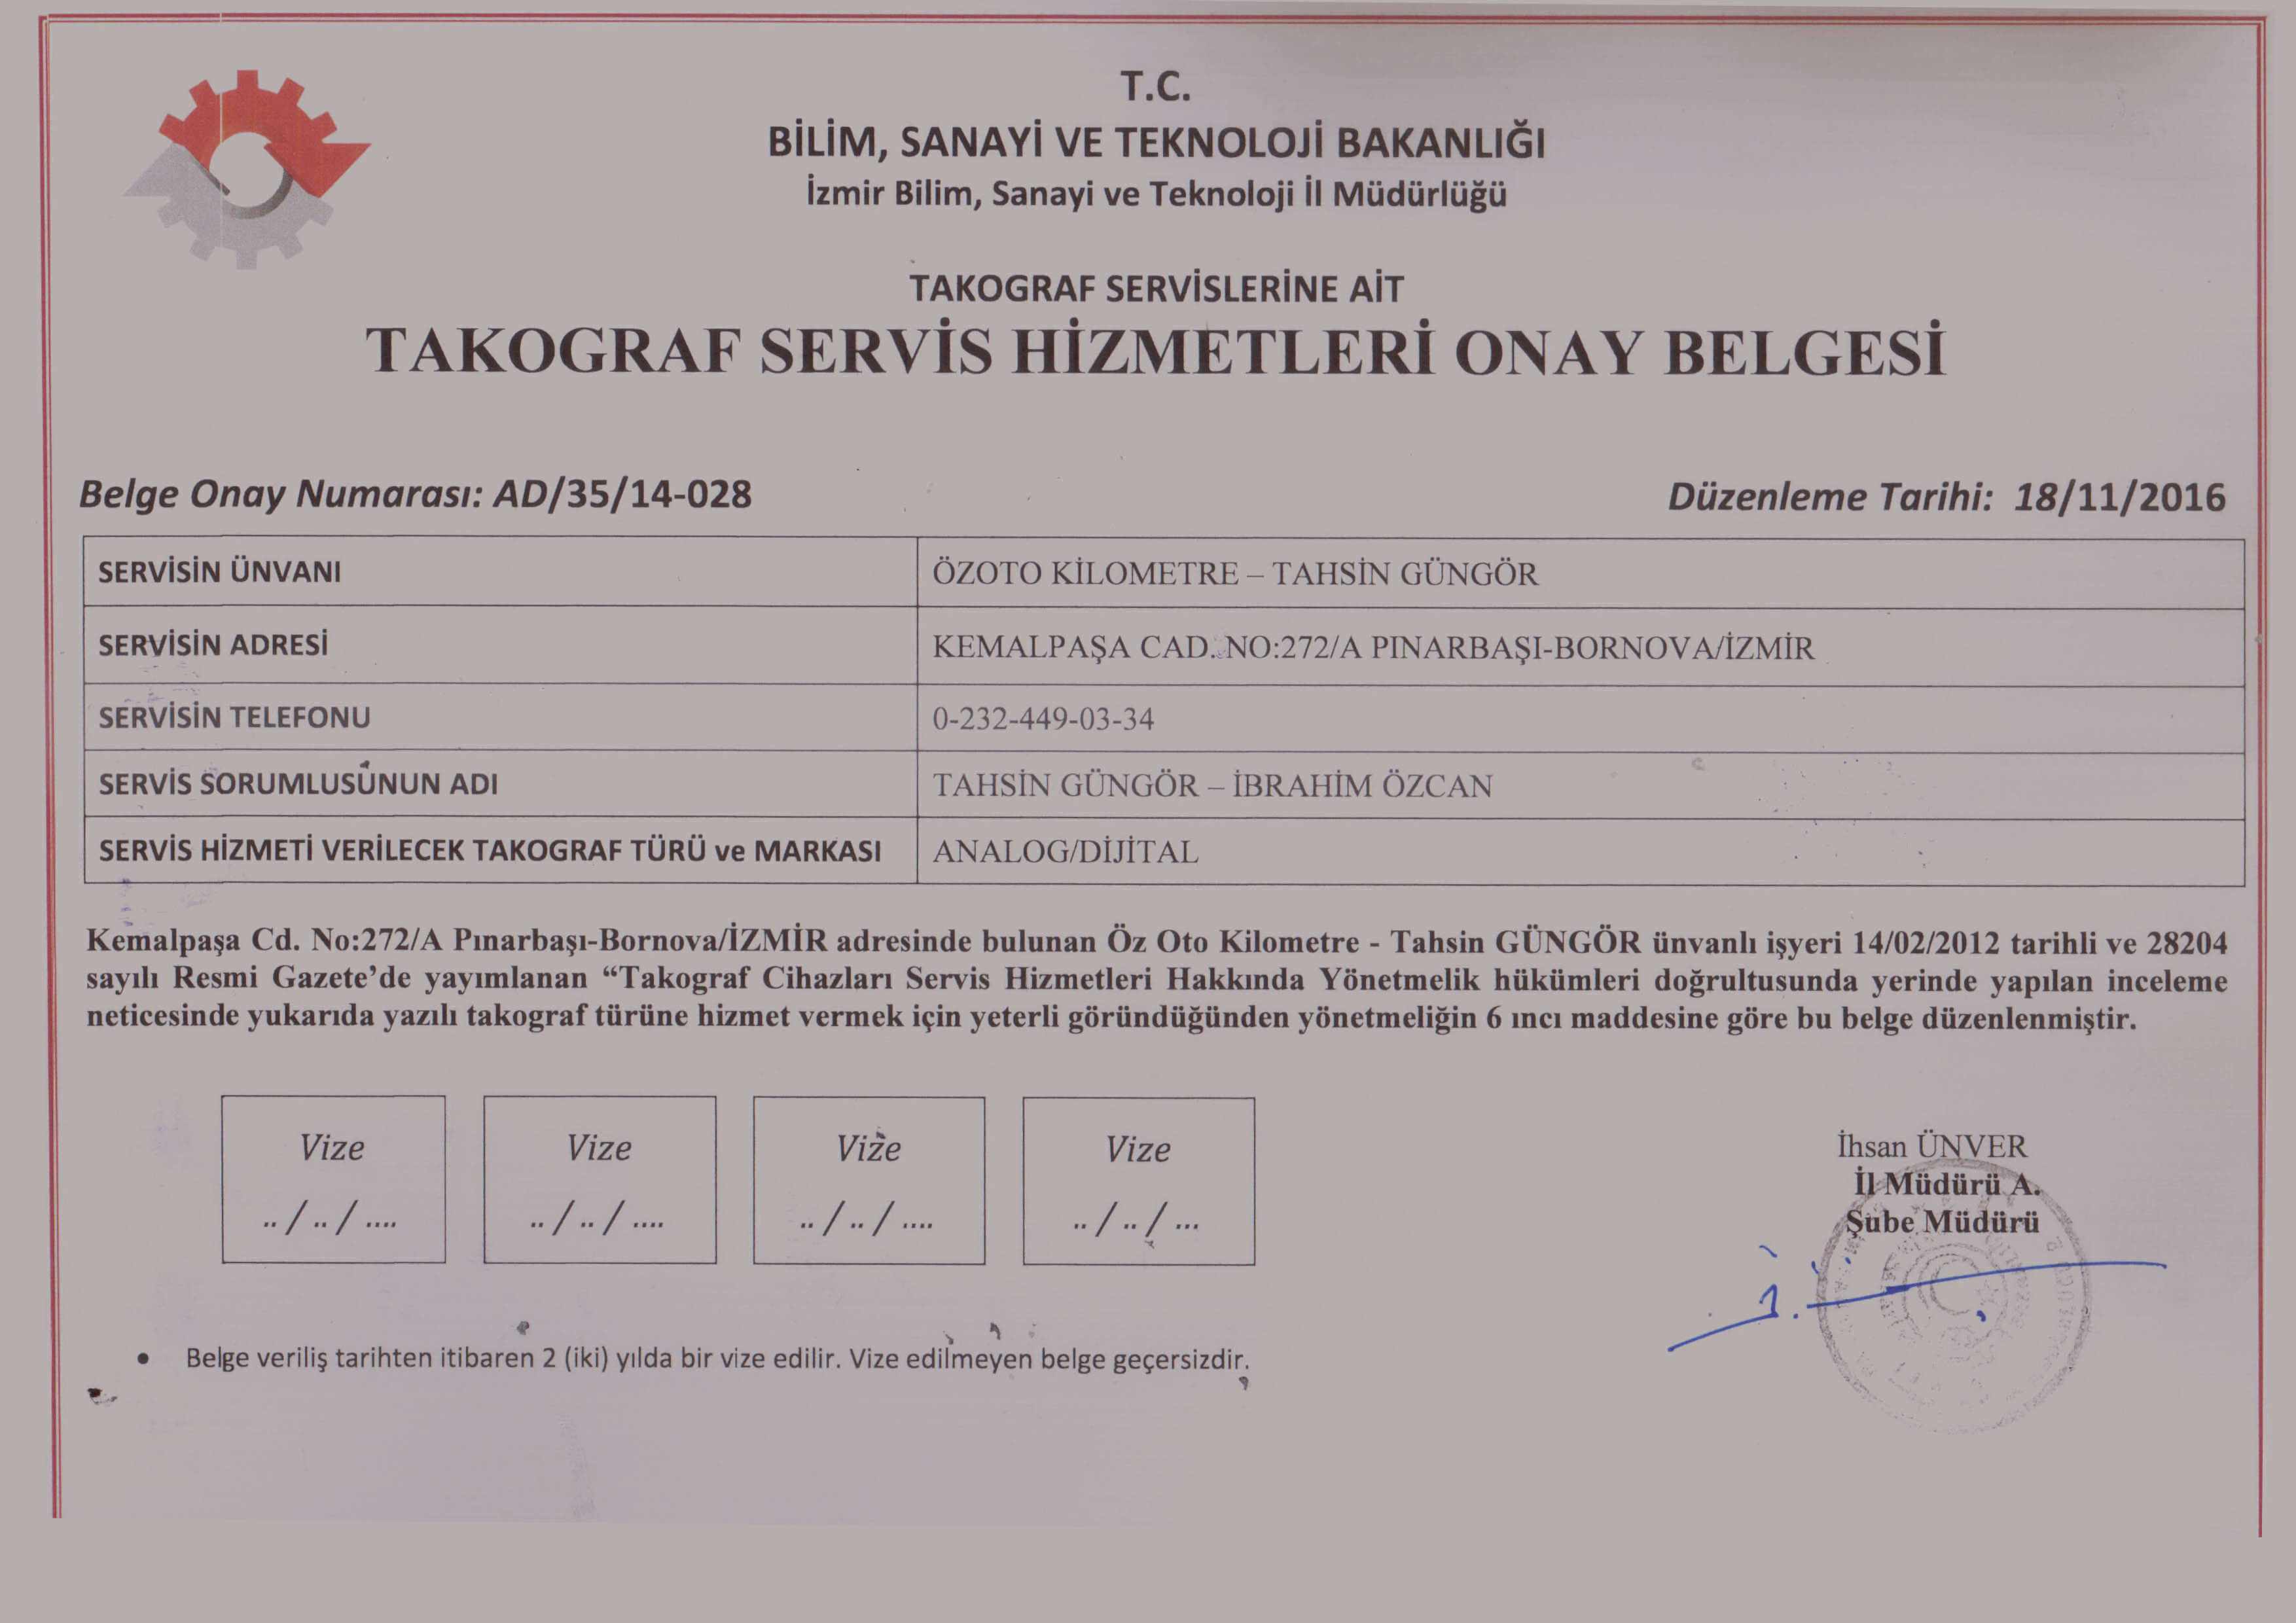 T.C.
BİLİM, SANAYİ VE TEKNOLOJİ BAKANLIĞI
İzmir Bilim, Sanayi ve Teknoloji İl Müdürlüğü
TAKOGRAF SERVİSLERİNE AİT
TAKOGRAF SERVİS HİZMETLERİ ONAY BELGESİ
Belge Onay Numarası: AD/35/14-028 Düzenleme Tarihi: 18/11/2016
SERVİSİN ÜNVANI ÖZOTO KİLOMETRE – TAHSİN GÜNGÖR
SERVİSİN ADRESİ KEMALPAŞA CAD. NO:272/A PINARBAŞI-BORNOVA/İZMİR
SERVİSİN TELEFONU 0-232-449-03-34
SERVİS SORUMLUSUNUN ADI TAHSİN GÜNGÖR – İBRAHİM ÖZCAN
SERVİS HİZMETİ VERİLECEK TAKOGRAF TÜRÜ ve MARKASI ANALOG/DİJİTAL
Kemalpaşa Cd. No:272/A Pınarbaşı-Bornova/İZMİR adresinde bulunan Öz Oto Kilometre - Tahsin GÜNGÖR ünvanlı işyeri 14/02/2012 tarihli ve 28204
sayılı Resmi Gazete’de yayımlanan “Takograf Cihazları Servis Hizmetleri Hakkında Yönetmelik hükümleri doğrultusunda yerinde yapılan inceleme
neticesinde yukarıda yazılı takograf türüne hizmet vermek için yeterli göründüğünden yönetmeliğin 6 ıncı maddesine göre bu belge düzenlenmiştir.
Vize Vize Vize Vize
../../.... ../../.... ../../.... ../../...
İhsan ÜNVER
İl Müdürü A.
Şube Müdürü
• Belge veriliş tarihten itibaren 2 (iki) yılda bir vize edilir. Vize edilmeyen belge geçersizdir.